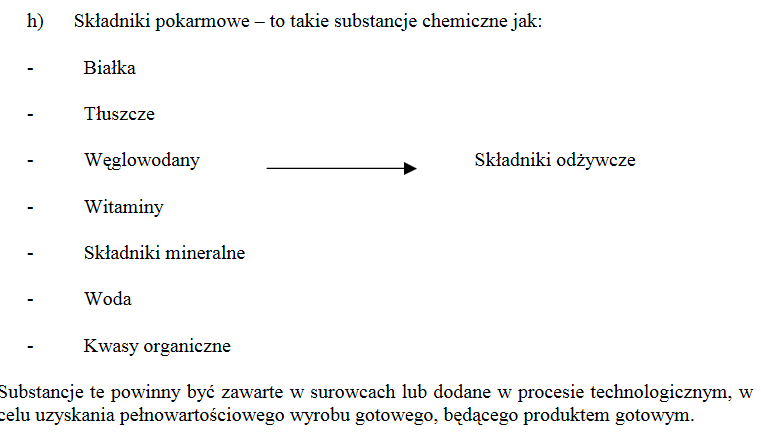 h) Składniki pokarmowe – to takie substancje chemiczne jak:
- Białka
- Tłuszcze
- Węglowodany Składniki odżywcze
- Witaminy
- Składniki mineralne
- Woda
- Kwasy organiczne
Substancje te powinny być zawarte w surowcach lub dodane w procesie technologicznym, w
celu uzyskania pełnowartościowego wyrobu gotowego, będącego produktem gotowym.